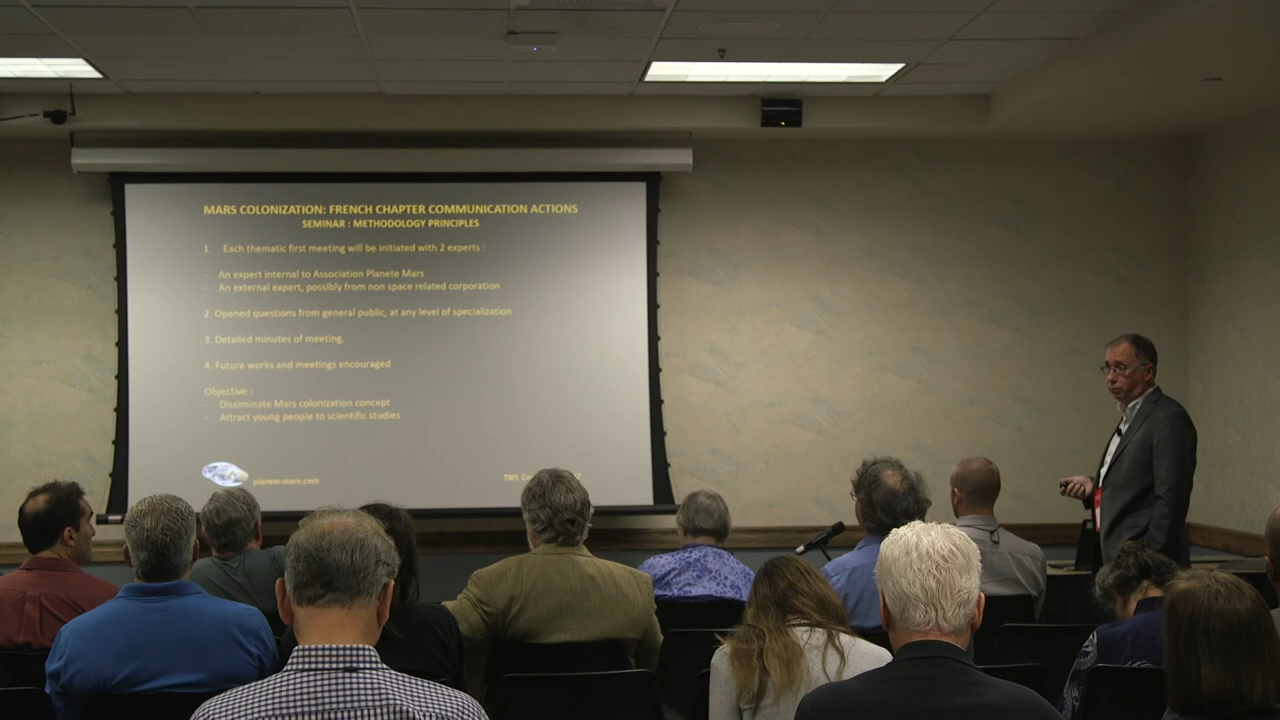 MARS COLONIZATION: FRENCH CHAPTER COMMUNICATION ACTIONS
SEMINAR : METHODOLOGY PRINCIPLES
1. Each thematic first meeting will be initiated with 2 experts :
- An expert internal to Association Planete Mars
- An external expert, possibly from non space related corporation
2. Opened questions from general public, at any level of specialization
3. Detailed minutes of meeting.
4. Future works and meetings encouraged
Objective :
- Dissiminate Mars colonization concept
- Attract young people to scientific studies
planete-mars.com
TMS